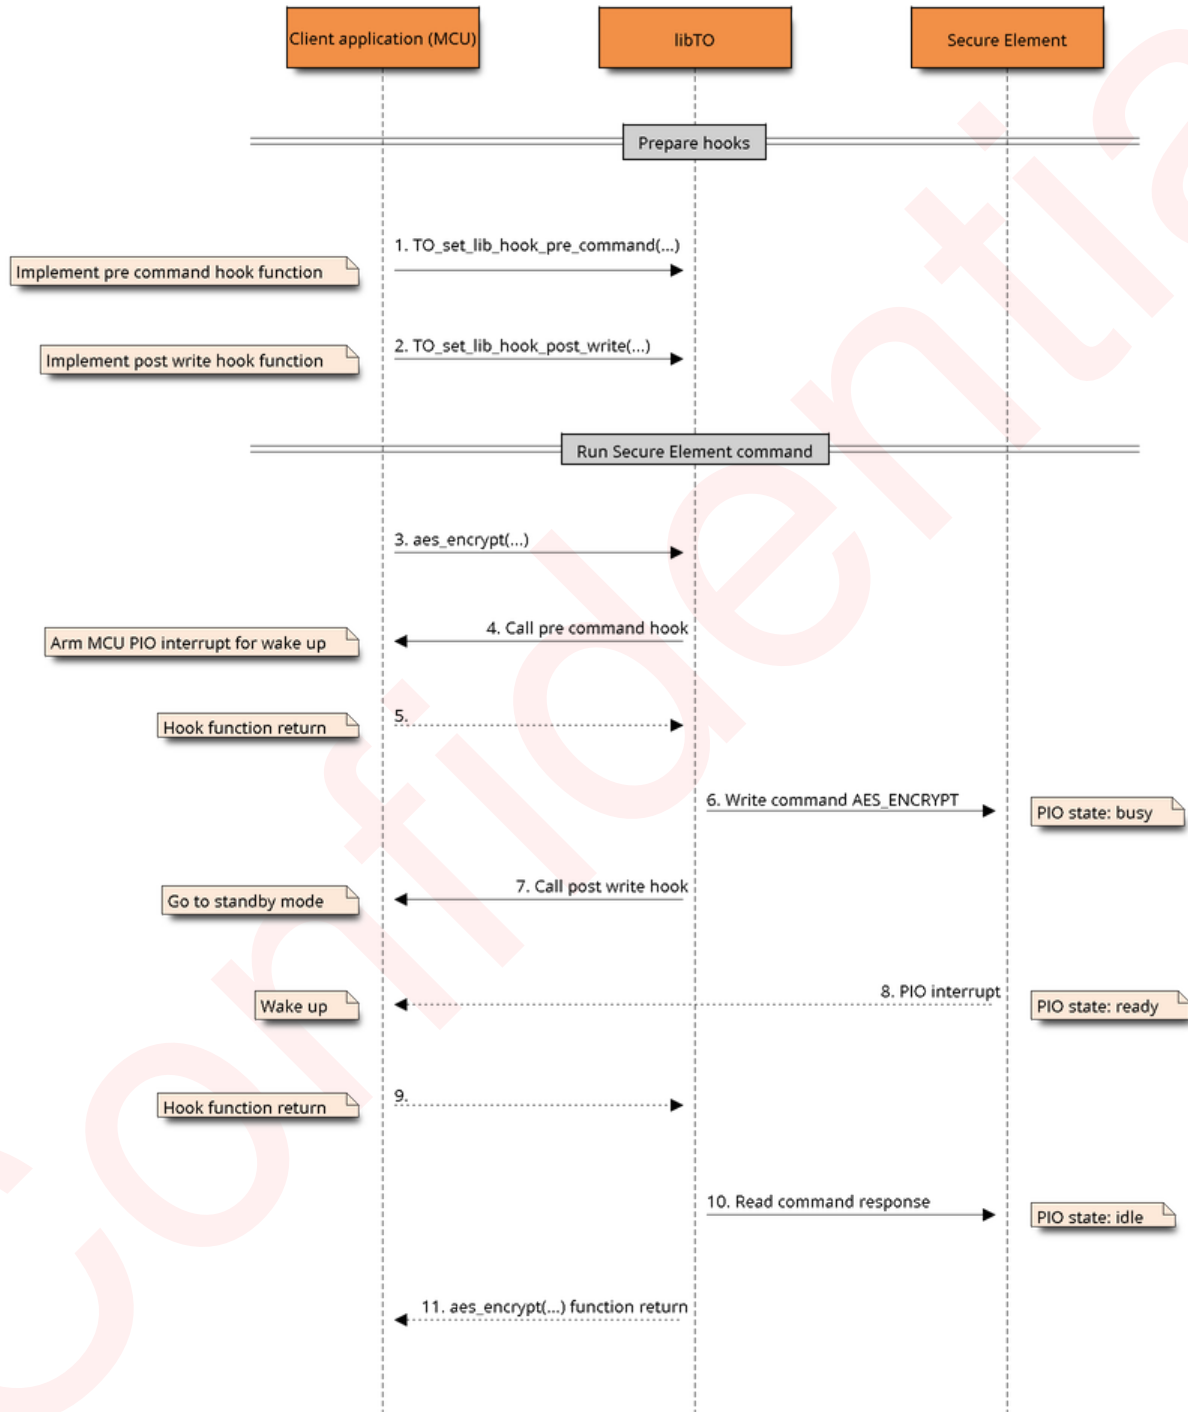 Client application (MCU)
libTO
Secure Element
Prepare hooks
1. TO_set_lib_hook_pre_command(...)
Implement pre command hook function
2. TO_set_lib_hook_post_write(...)
Implement post write hook function
Run Secure Element command
3. aes_encrypt(...)
4. Call pre command hook
Arm MCU PIO interrupt for wake up
5.
Hook function return
6. Write command AES_ENCRYPT
PIO state: busy
7. Call post write hook
Go to standby mode
8. PIO interrupt
Wake up
PIO state: ready
9.
Hook function return
10. Read command response
PIO state: idle
11. aes_encrypt(...) function return
Confidential